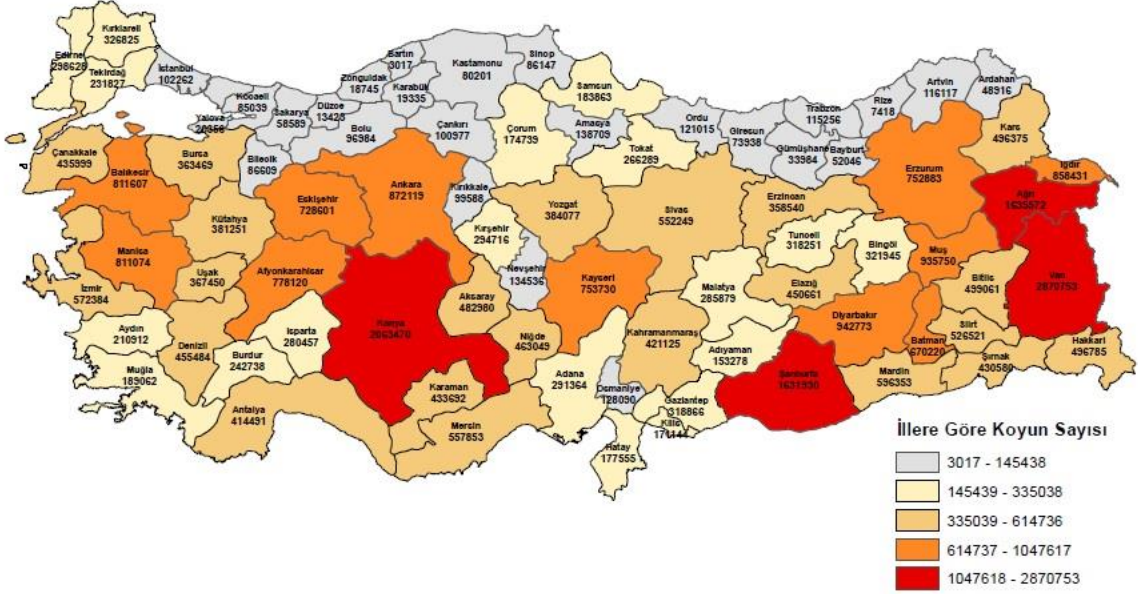 Kırklareli
326825
Edirne
298628
Tekirdağ
231827
İstanbul
102262
Kocaeli
85039
Yalova
Sakarya
58589
Düzce
13423
Zonguldak
18745
Bartın
3017
Karabük
19335
Kastamonu
80201
Sinop
86147
Samsun
183863
Bolu
96984
Çankırı
100977
Çorum
174739
Amasya
138709
Tokat
266289
Ordu
121015
Giresun
73938
Trabzon
115256
Gümüşhane
33984
Bayburt
52046
Rize
7418
Artvin
116117
Ardahan
48916
Kars
496375
Iğdır
858431
Ağrı
1635572
Erzurum
752883
Çanakkale
435999
Balıkesir
811607
Bursa
363469
Bilecik
86609
Eskişehir
728601
Ankara
872119
Kırıkkale
99588
Yozgat
384077
Sivas
552249
Erzincan
358540
Kütahya
381251
Kırşehir
294716
Tunceli
318251
Bingöl
321945
Muş
935750
Van
2870753
Bitlis
499061
Manisa
811074
Uşak
367450
Afyonkarahisar
778120
Nevşehir
134536
Kayseri
753730
Malatya
285879
Elazığ
450661
Diyarbakır
942773
Batman
670220
Siirt
526521
Hakkari
496785
Şırnak
430580
İzmir
572384
Aydın
210912
Denizli
455484
Isparta
280457
Burdur
242738
Konya
2063470
Aksaray
482980
Niğde
463049
Kahramanmaraş
421125
Adıyaman
153278
Şanlıurfa
1631930
Mardin
596353
Muğla
189062
Antalya
414491
Karaman
433692
Mersin
557853
Adana
291364
Osmaniye
128090
Gaziantep
318866
Kilis
Hatay
177555
İllere Göre Koyun Sayısı
3017 - 145438
145439 - 335038
335039 - 614736
614737 - 1047617
1047618 - 2870753